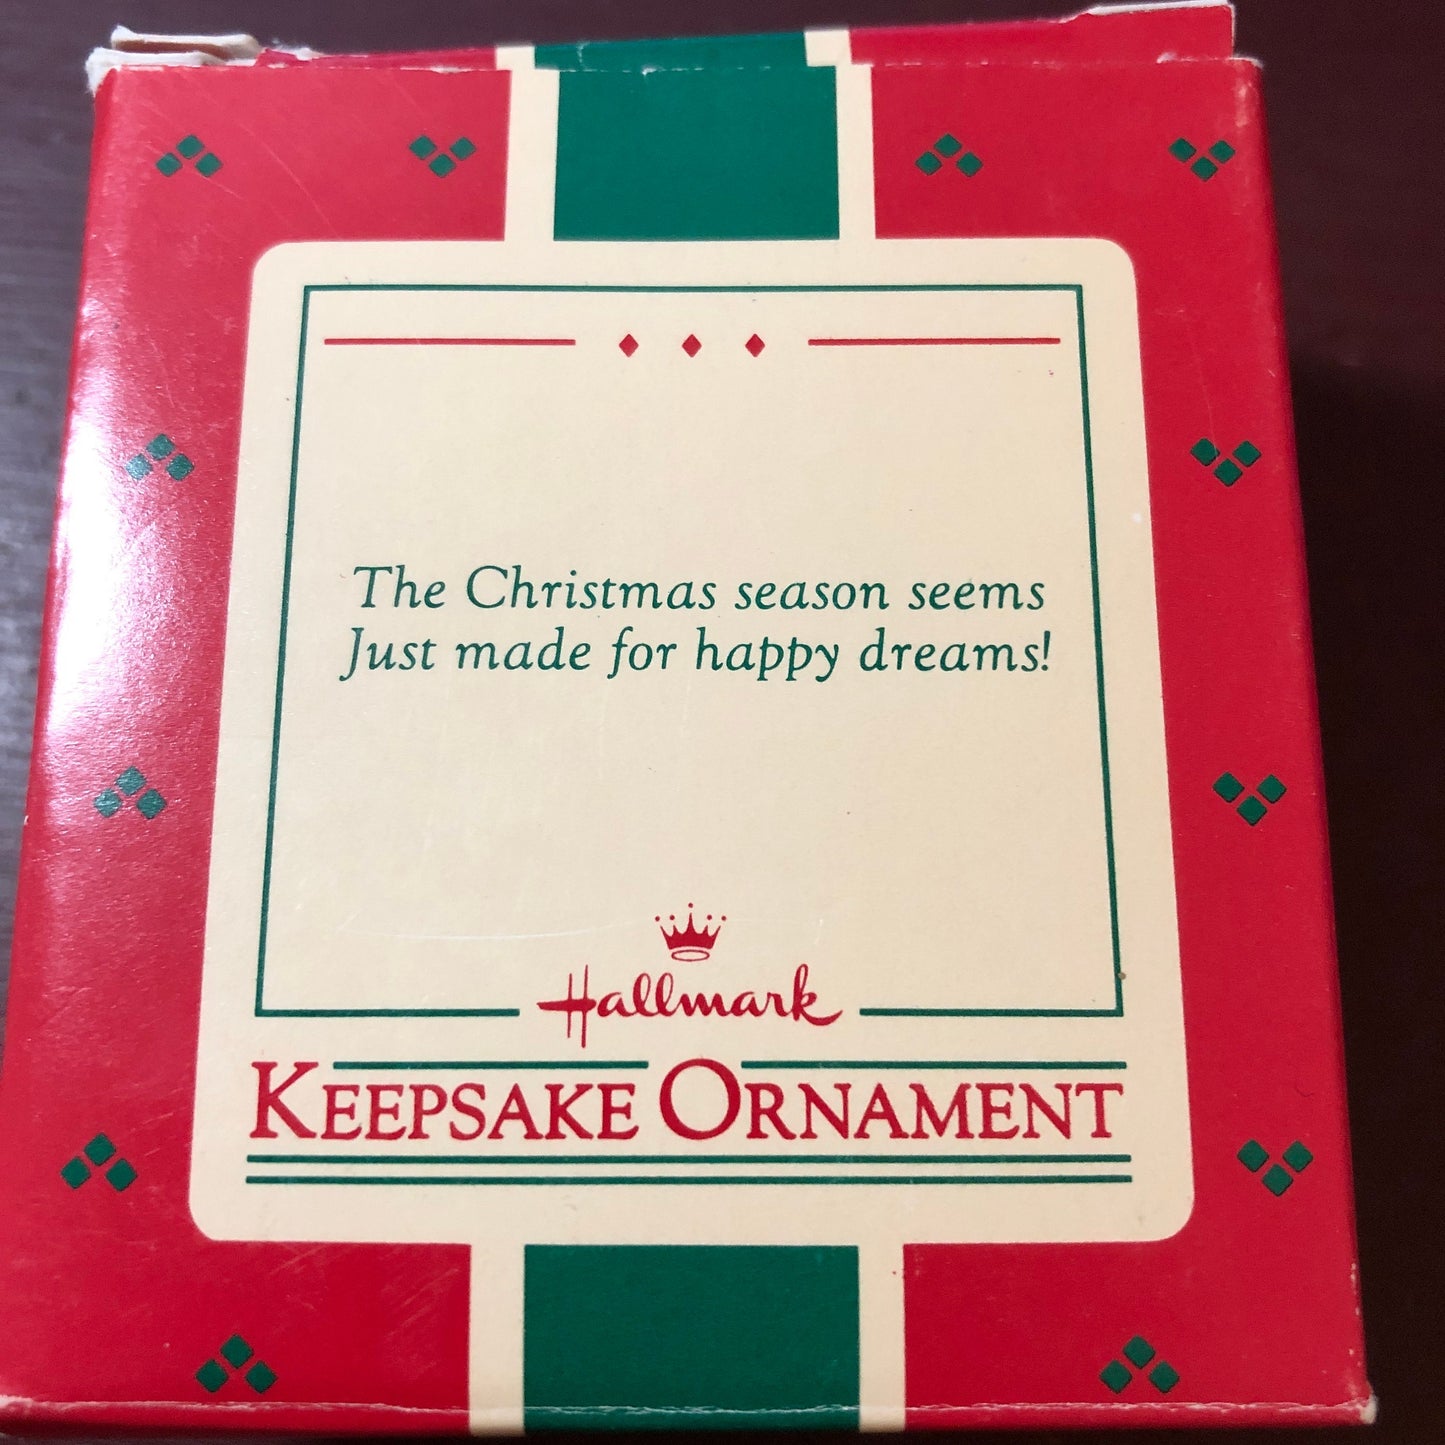 The Christmas season seems
Just made for happy dreams!
Hallmark
KEEPSAKE ORNAMENT